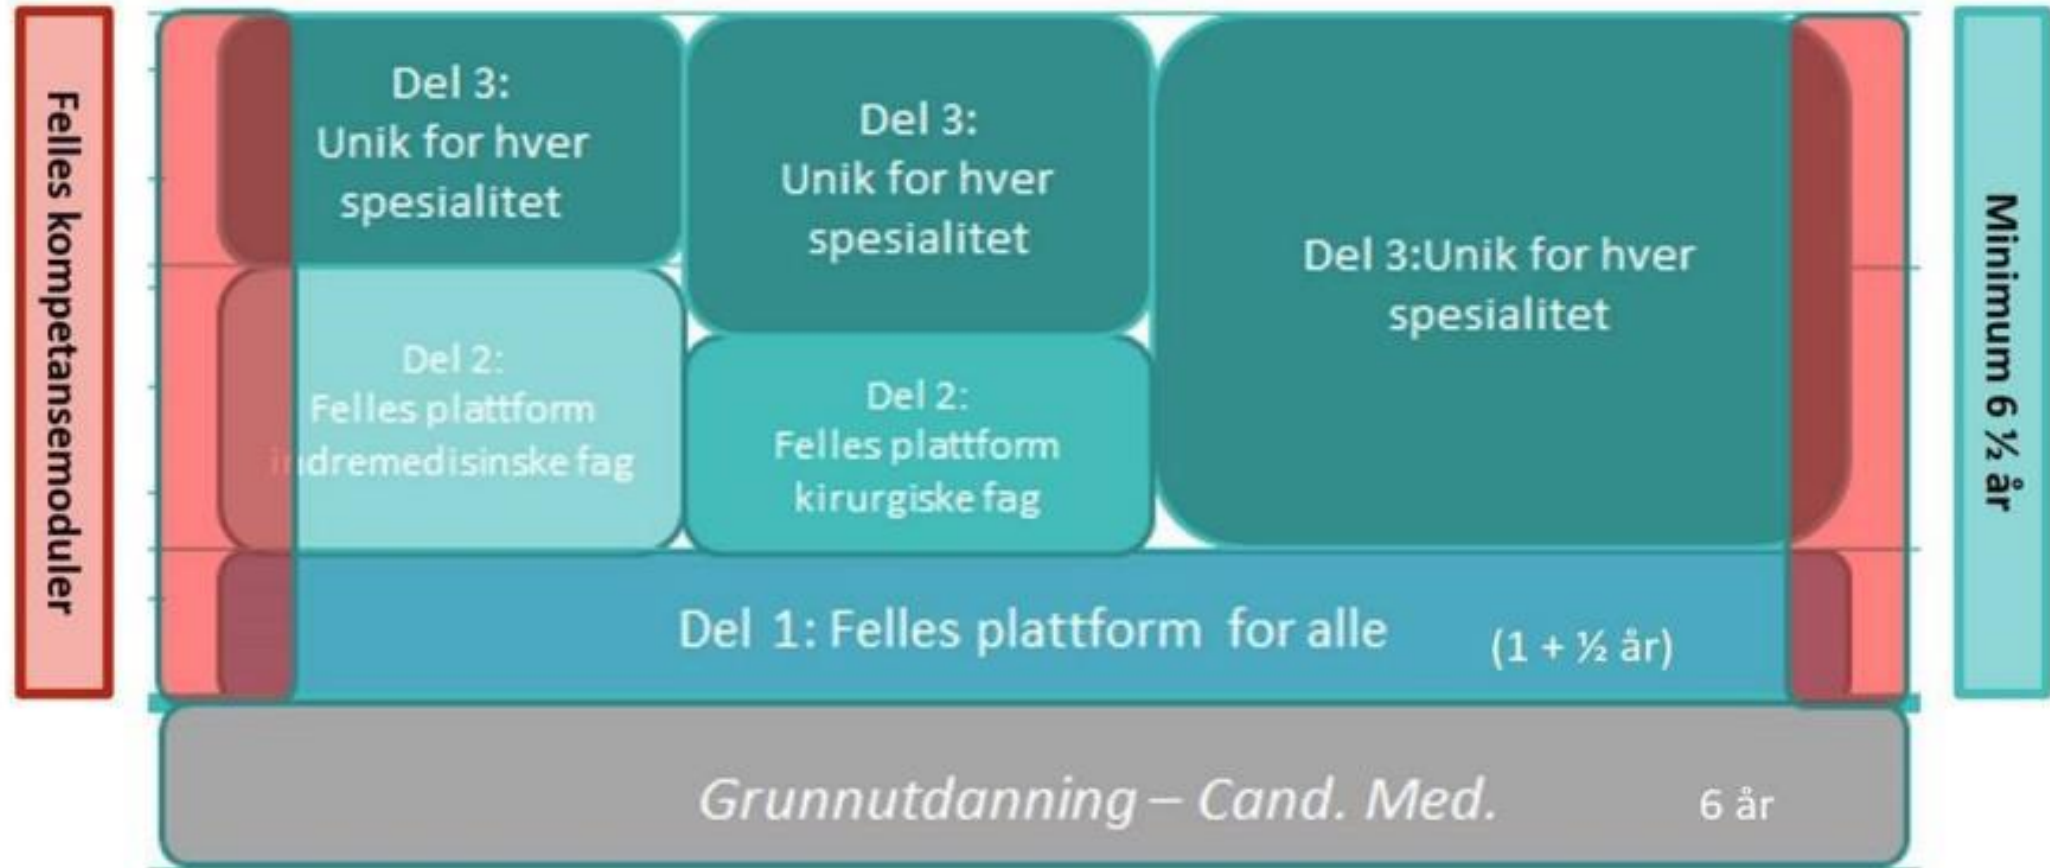 Felles kompetansemoduler
Del 3:
Unik for hver
spesialitet
Del 2:
Felles plattform
indremedisinske fag
Del 3:
Unik for hver
spesialitet
Del 2:
Felles plattform
kirurgiske fag
Del 3:Unik for hver
spesialitet
Del 1: Felles plattform for alle (1 + ½ år)
Grunnutdanning – Cand. Med. 6 år
Minimum 6 ½ år